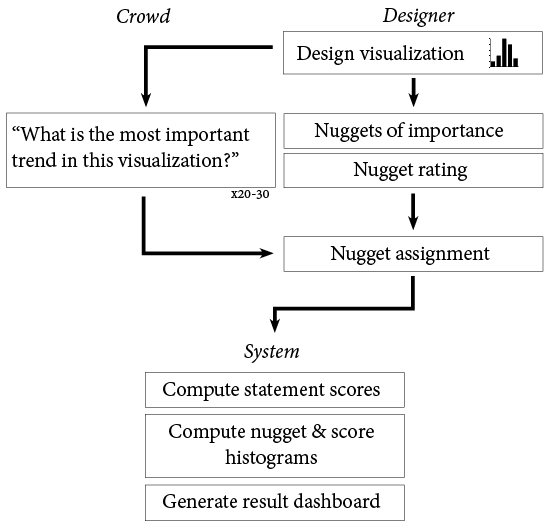 Crowd
Designer
Design visualization
“What is the most important
trend in this visualization?”
x20-30
Nuggets of importance
Nugget rating
Nugget assignment
System
Compute statement scores
Compute nugget & score
histograms
Generate result dashboard